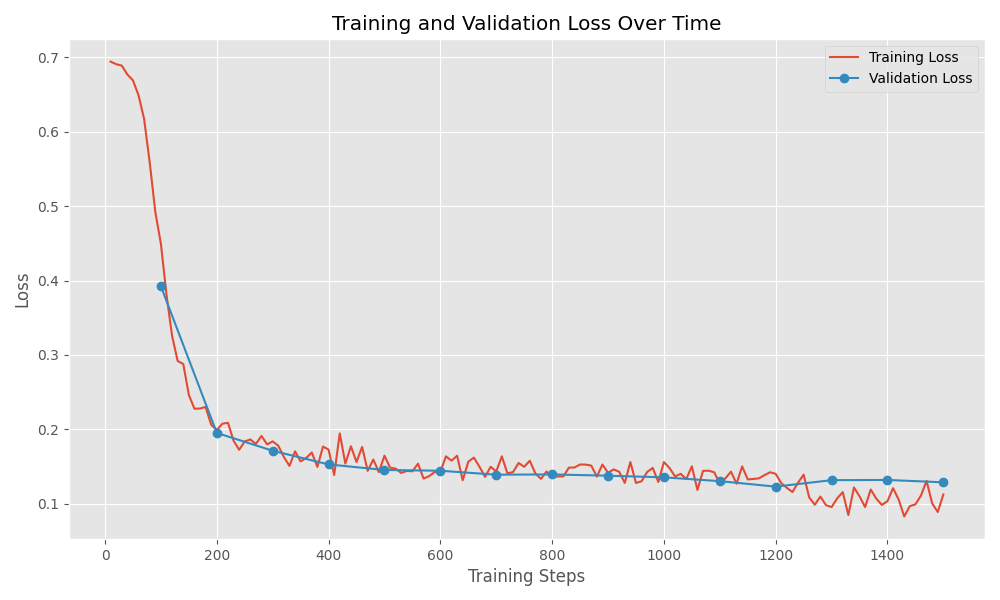 Training and Validation Loss Over Time
Training Loss
Validation Loss
Loss
0.7
0.6
0.5
0.4
0.3
0.2
0.1
0 200 400 600 800 1000 1200 1400
Training Steps